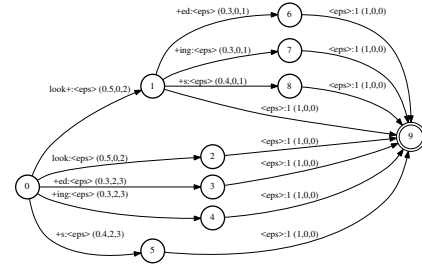 +ed:<eps> (0.3,0,1)
6
<eps>:1 (1,0,0)
+ing:<eps> (0.3,0,1)
7
<eps>:1 (1,0,0)
look+:<eps> (0.5,0,2)
1
+s:<eps> (0.4,0,1)
8
<eps>:1 (1,0,0)
<eps>:1 (1,0,0)
9
look:<eps> (0.5,0,2)
2
<eps>:1 (1,0,0)
0
+ed:<eps> (0.3,2,3)
3
<eps>:1 (1,0,0)
+ing:<eps> (0.3,2,3)
4
<eps>:1 (1,0,0)
+s:<eps> (0.4,2,3)
5
<eps>:1 (1,0,0)